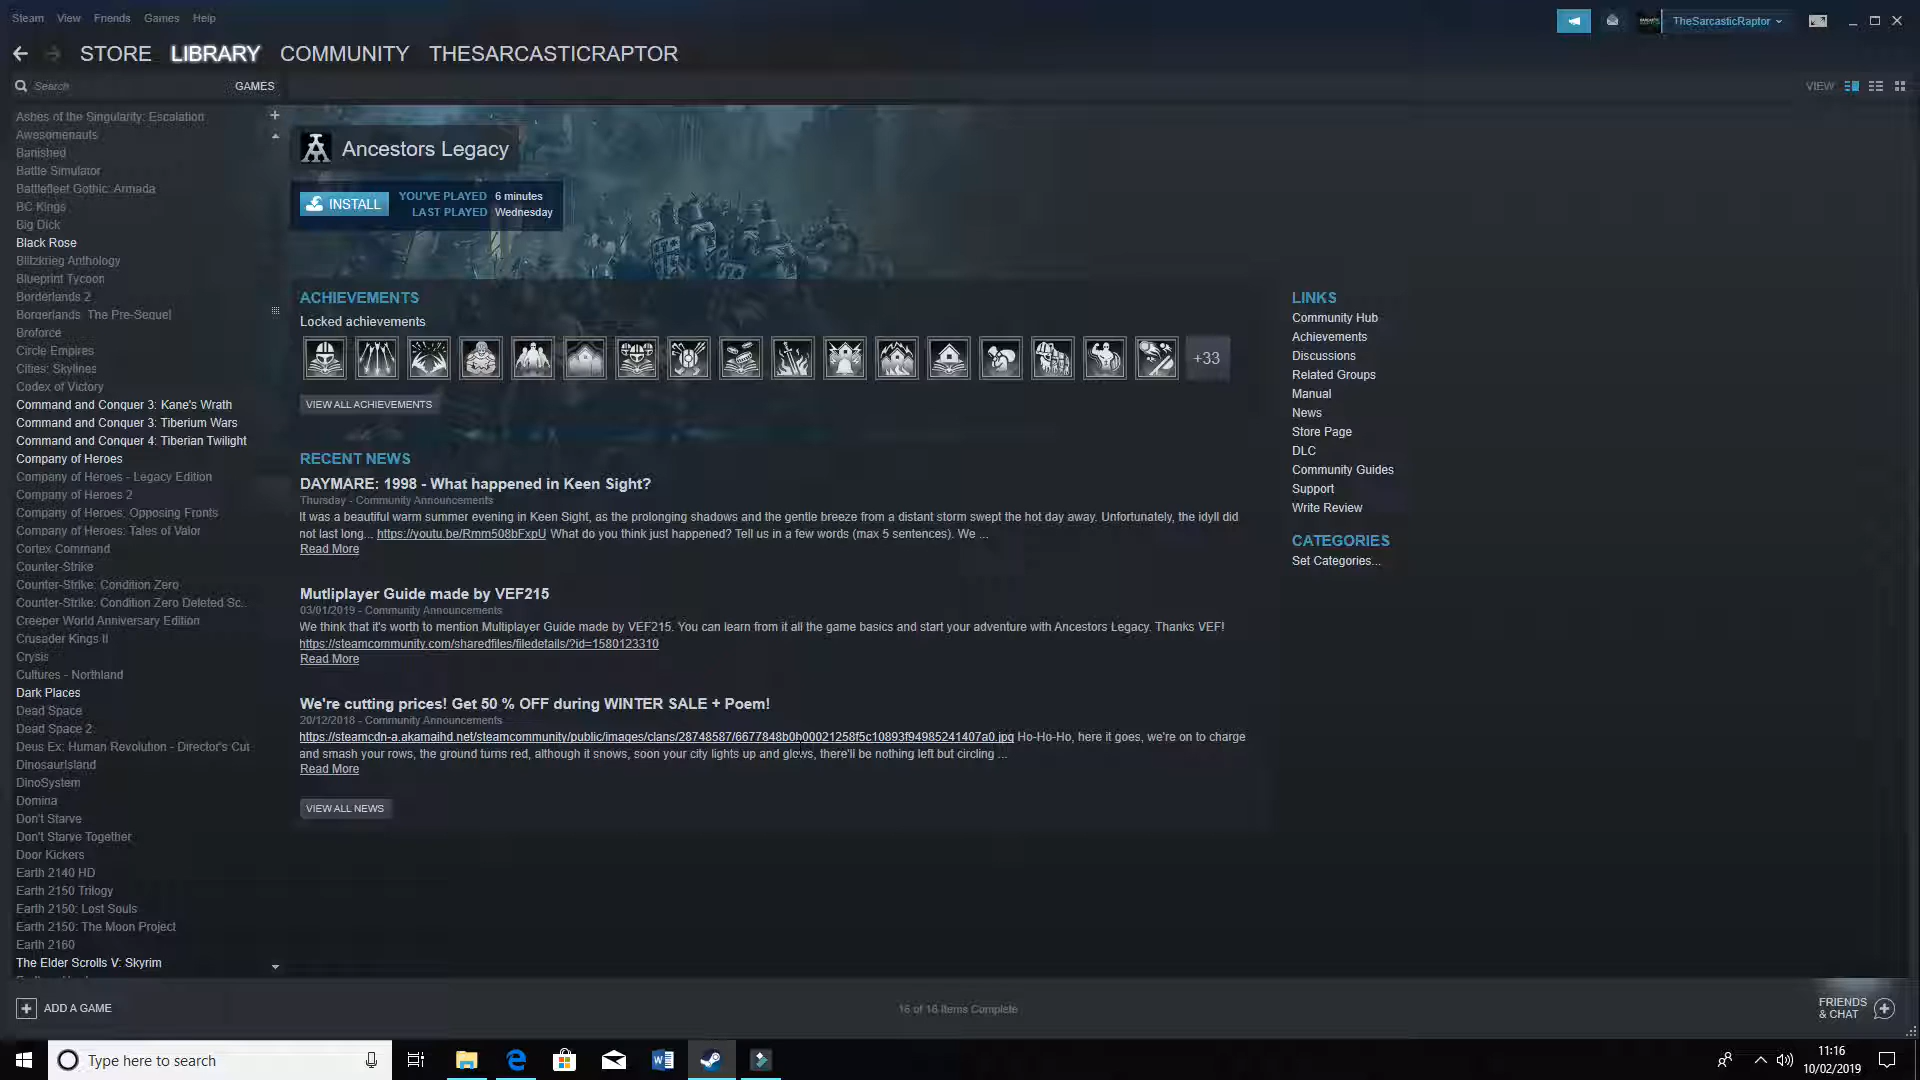 Steam View Friends Games Help
TheSarcasticRaptor
STORE LIBRARY COMMUNITY THESARCASTICRAPTOR
Search GAMES VIEW
Ashes of the Singularity: Escalation
Awesomenauts
Banished
Battle Simulator
Battlefleet Gothic: Armada
BC Kings
Big Dick
Black Rose
Blitzkrieg Anthology
Blueprint Tycoon
Borderlands 2
Borderlands: The Pre-Sequel
Broforce
Circle Empires
Cities: Skylines
Codex of Victory
Command and Conquer 3: Kane's Wrath
Command and Conquer 3: Tiberium Wars
Command and Conquer 4: Tiberian Twilight
Company of Heroes
Company of Heroes - Legacy Edition
Company of Heroes 2
Company of Heroes: Opposing Fronts
Company of Heroes: Tales of Valor
Cortex Command
Counter-Strike
Counter-Strike: Condition Zero
Counter-Strike: Condition Zero Deleted Sc..
Creeper World Anniversary Edition
Crusader Kings II
Crysis
Cultures - Northland
Dark Places
Dead Space
Dead Space 2
Deus Ex: Human Revolution - Director's Cut
DinosaurIsland
DinoSystem
Domina
Don't Starve
Don't Starve Together
Door Kickers
Earth 2140 HD
Earth 2150 Trilogy
Earth 2150: Lost Souls
Earth 2150: The Moon Project
Earth 2160
The Elder Scrolls V: Skyrim
Ancestors Legacy
INSTALL
YOU'VE PLAYED 6 minutes
LAST PLAYED Wednesday
ACHIEVEMENTS
Locked achievements
+33
VIEW ALL ACHIEVEMENTS
RECENT NEWS
DAYMARE: 1998 - What happened in Keen Sight?
Thursday - Community Announcements
It was a beautiful warm summer evening in Keen Sight, as the prolonging shadows and the gentle breeze from a distant storm swept the hot day away. Unfortunately, the idyll did
not last long... https://youtu.be/Rmm508bFxpU What do you think just happened? Tell us in a few words (max 5 sentences). We ...
Read More
Mutliplayer Guide made by VEF215
03/01/2019 - Community Announcements
We think that it's worth to mention Multiplayer Guide made by VEF215. You can learn from it all the game basics and start your adventure with Ancestors Legacy. Thanks VEF!
https://steamcommunity.com/sharedfiles/filedetails/?id=1580123310
Read More
We're cutting prices! Get 50 % OFF during WINTER SALE + Poem!
20/12/2018 - Community Announcements
https://steamcdn-a.akamaihd.net/steamcommunity/public/images/clans/28748587/6677848b0h00021258f5c10893f94985241407a0.jpg Ho-Ho-Ho, here it goes, we're on to charge
and smash your rows, the ground turns red, although it snows, soon your city lights up and glows, there'll be nothing left but circling ...
Read More
VIEW ALL NEWS
LINKS
Community Hub
Achievements
Discussions
Related Groups
Manual
News
Store Page
DLC
Community Guides
Support
Write Review
CATEGORIES
Set Categories...
ADD A GAME
16 of 16 Items Complete
FRIENDS
& CHAT
Type here to search
11:16
10/02/2019